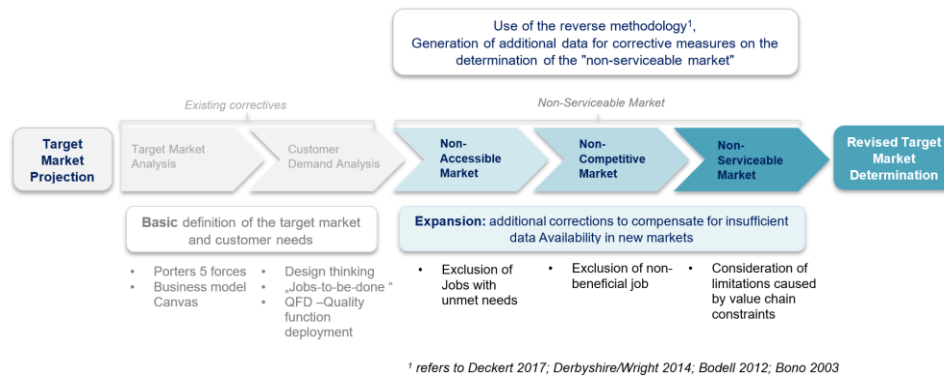 Use of the reverse methodology¹,
Generation of additional data for corrective measures on the
determination of the "non-serviceable market"
Existing correctives
Non-Serviceable Market
Target
Market
Projection
Target Market
Analysis
Customer
Demand Analysis
Non-
Accessible
Market
Non-
Competitive
Market
Non-
Serviceable
Market
Revised Target
Market
Determination
Basic definition of the target market
and customer needs
Expansion: additional corrections to compensate for insufficient
data Availability in new markets
• Porters 5 forces
• Business model
Canvas
• Design thinking
• „Jobs-to-be-done “
• QFD –Quality
function
deployment
• Exclusion of
Jobs with
unmet needs
• Exclusion of non-
beneficial job
• Consideration of
limitations caused
by value chain
constraints
¹ refers to Deckert 2017; Derbyshire/Wright 2014; Bodell 2012; Bono 2003